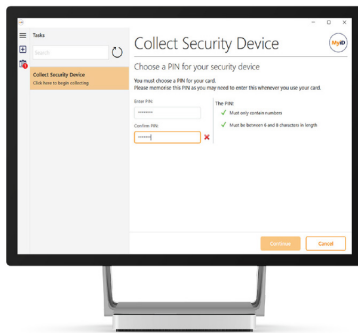 Tasks
Search
Collect Security Device
Click here to begin collecting
Collect Security Device
MyID
Choose a PIN for your security device
You must choose a PIN for your card.
Please memorise this PIN as you may need to enter this whenever you use your card.
Enter PIN:
The PIN:
Must only contain numbers
Confirm PIN:
Must be between 6 and 8 characters in length
Continue
Cancel